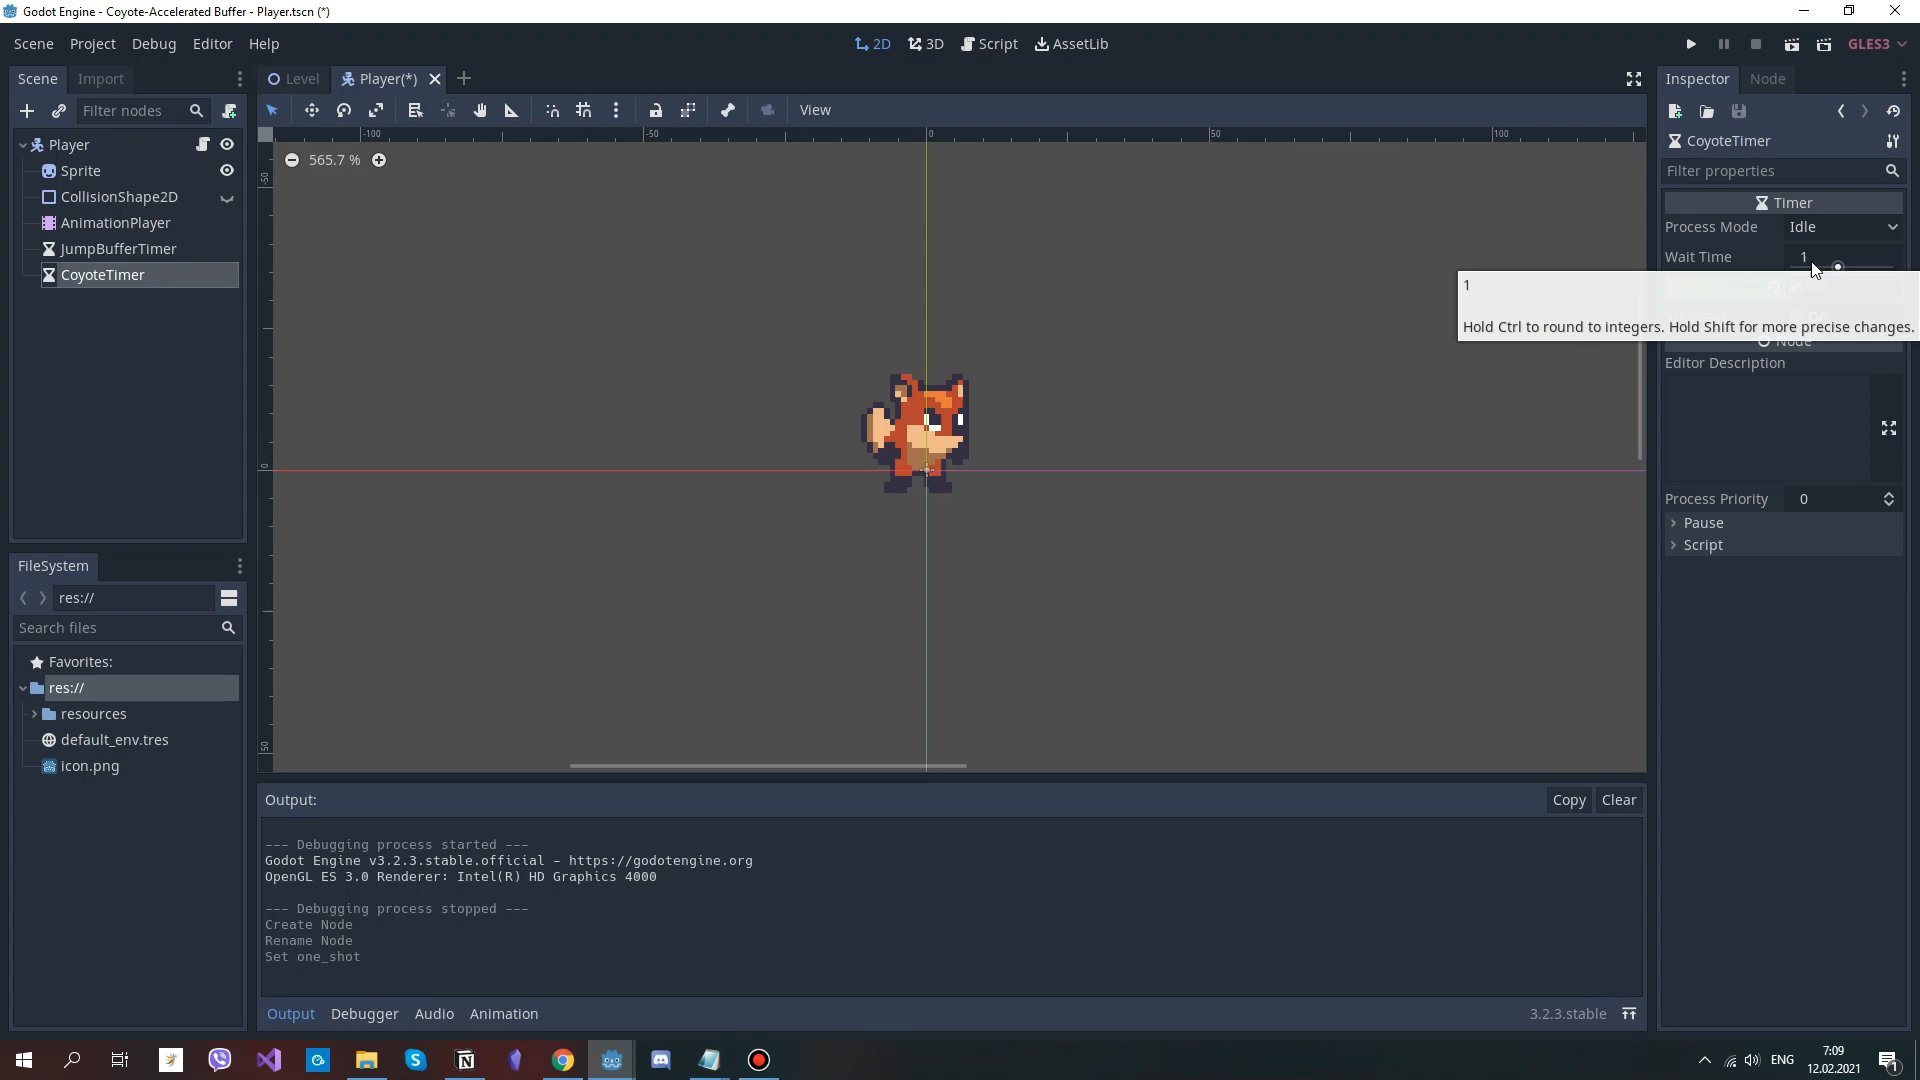 Godot Engine - Coyote-Accelerated Buffer - Player.tscn (*)
Scene Project Debug Editor Help
2D 3D Script AssetLib
GLES3
Scene Import
Level Player(*)
Inspector Node
Filter nodes
View
Player
Sprite
CollisionShape2D
AnimationPlayer
JumpBufferTimer
CoyoteTimer
-100 -50 0 50 100
-50
0
50
565.7 %
CoyoteTimer
Filter properties
Timer
Process Mode Idle
Wait Time 1
1
Hold Ctrl to round to integers. Hold Shift for more precise changes.
Node
Editor Description
Process Priority 0
Pause
Script
FileSystem
res://
Search files
Favorites:
res://
resources
default_env.tres
icon.png
Output: Copy Clear
--- Debugging process started ---
Godot Engine v3.2.3.stable.official - https://godotengine.org
OpenGL ES 3.0 Renderer: Intel(R) HD Graphics 4000
--- Debugging process stopped ---
Create Node
Rename Node
Set one_shot
Output Debugger Audio Animation 3.2.3.stable
ENG
7:09
12.02.2021
1